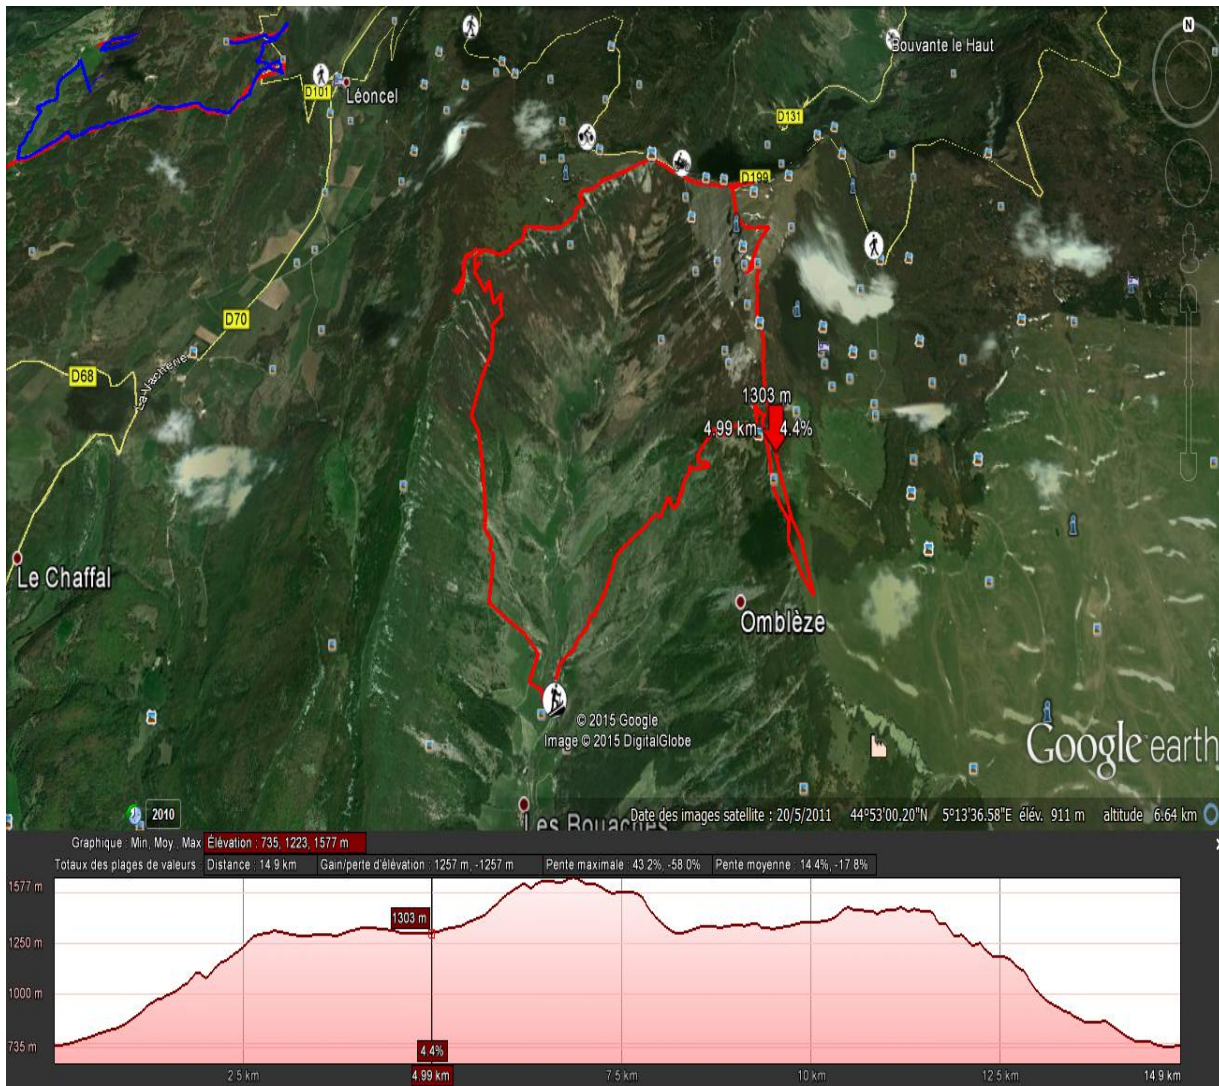 N
Bouvante le Haut
D101
Léoncel
D131
D199
D70
La Vacherie
D68
1303 m
4.99 km
4.4%
Le Chaffal
Omblèze
© 2015 Google
Image © 2015 DigitalGlobe
Google earth
2010
Les BouacHes
Date des images satellite : 20/5/2011 44°53'00.20"N 5°13'36.58"E élév. 911 m altitude 6.64 km
Graphique : Min, Moy., Max Élévation : 735, 1223, 1577 m
Totaux des plages de valeurs : Distance : 14.9 km Gain/perte d'élévation : 1257 m, -1257 m Pente maximale : 43.2%, -58.0% Pente moyenne : 14.4%, -17.8%
1577 m
1303 m
1250 m
1000 m
735 m
4.4%
2.5 km 4.99 km 7.5 km 10 km 12.5 km 14.9 km